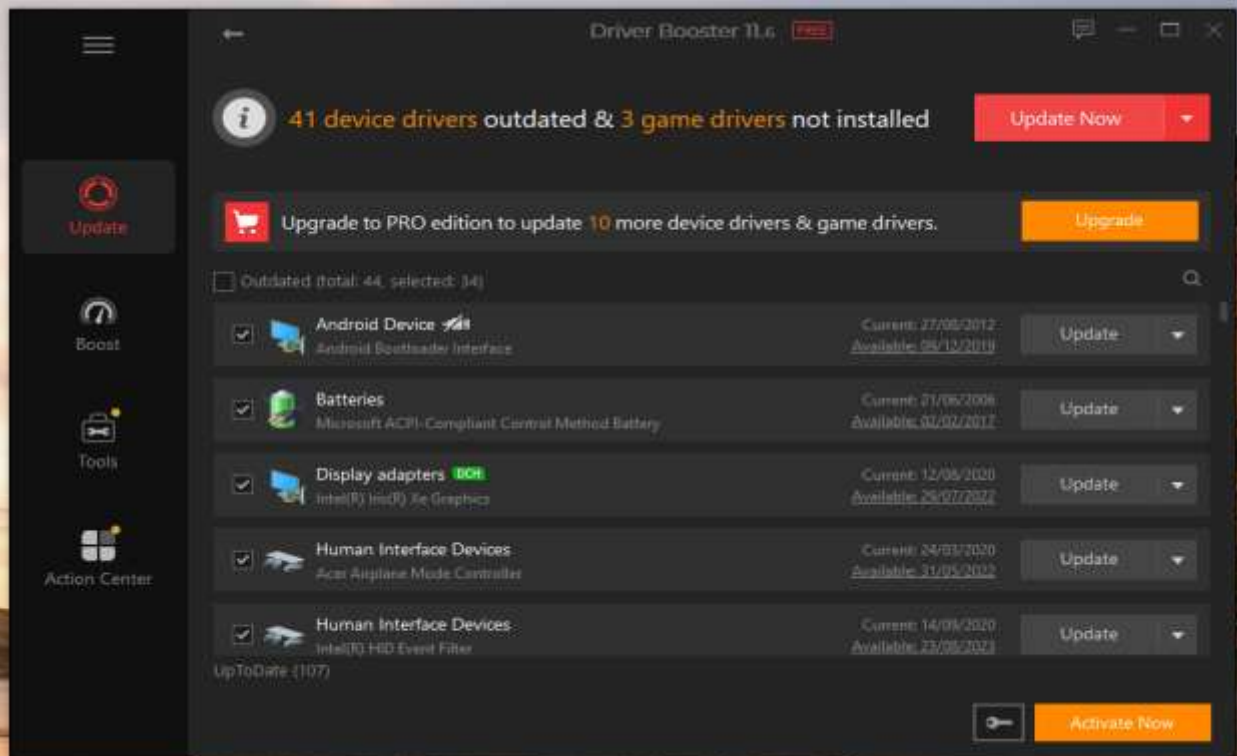 Driver Booster 11.6 FREE
41 device drivers outdated & 3 game drivers not installed
Update Now
Update
Upgrade to PRO edition to update 10 more device drivers & game drivers.
Upgrade
Outdated (total: 44, selected: 34)
Boost
Android Device
Android Bootloader Interface
Current: 27/08/2012
Available: 09/12/2019
Update
Batteries
Microsoft ACPI-Compliant Control Method Battery
Current: 21/06/2006
Available: 02/02/2017
Update
Tools
Display adapters DCH
Intel(R) Iris(R) Xe Graphics
Current: 12/08/2020
Available: 29/07/2022
Update
Action Center
Human Interface Devices
Acer Airplane Mode Controller
Current: 24/03/2020
Available: 31/05/2022
Update
Human Interface Devices
Intel(R) HID Event Filter
Current: 14/09/2020
Available: 23/08/2023
Update
UpToDate (107)
Activate Now